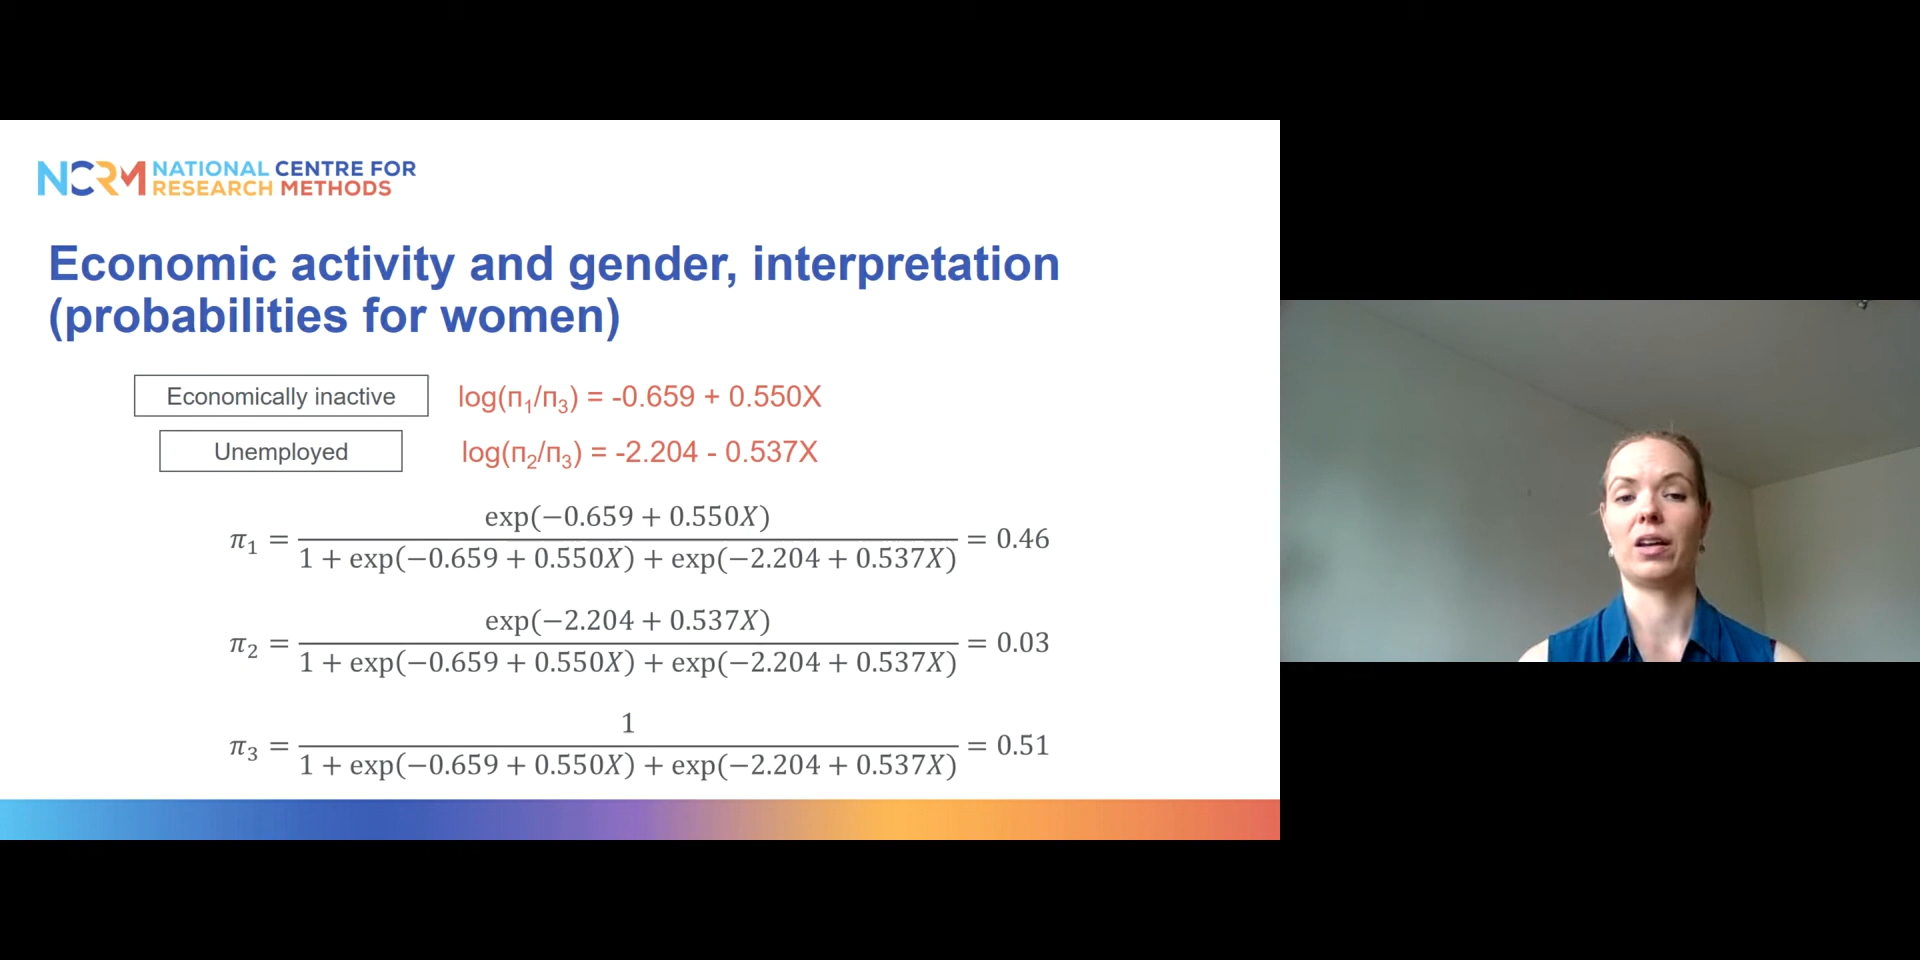 NCRM NATIONAL CENTRE FOR
RESEARCH METHODS
Economic activity and gender, interpretation
(probabilities for women)
Economically inactive log(π₁/π₃) = -0.659 + 0.550X
Unemployed log(π₂/π₃) = -2.204 - 0.537X
π₁ = exp(−0.659 + 0.550X) / 1 + exp(−0.659 + 0.550X) + exp(−2.204 + 0.537X) = 0.46
π₂ = exp(−2.204 + 0.537X) / 1 + exp(−0.659 + 0.550X) + exp(−2.204 + 0.537X) = 0.03
π₃ = 1 / 1 + exp(−0.659 + 0.550X) + exp(−2.204 + 0.537X) = 0.51